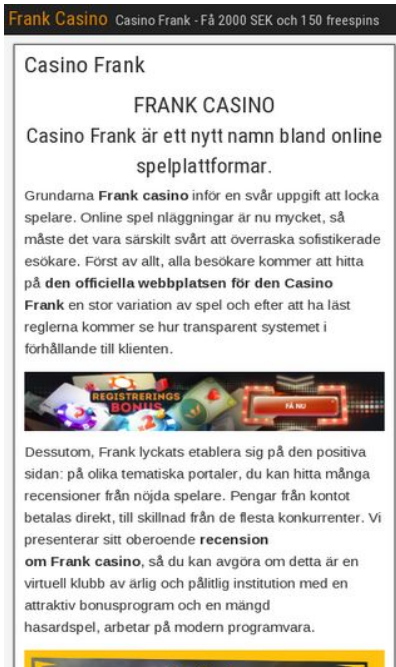 Frank Casino Casino Frank - Få 2000 SEK och 150 freespins
Casino Frank
FRANK CASINO
Casino Frank är ett nytt namn bland online
spelplattformar.
Grundarna Frank casino inför en svår uppgift att locka
spelare. Online spel nläggningar är nu mycket, så
måste det vara särskilt svårt att överraska sofistikerade
esökare. Först av allt, alla besökare kommer att hitta
på den officiella webbplatsen för den Casino
Frank en stor variation av spel och efter att ha läst
reglerna kommer se hur transparent systemet i
förhållande till klienten.
REGISTRERINGS
BONUS
FÅ NU
Dessutom, Frank lyckats etablera sig på den positiva
sidan: på olika tematiska portaler, du kan hitta många
recensioner från nöjda spelare. Pengar från kontot
betalas direkt, till skillnad från de flesta konkurrenter. Vi
presenterar sitt oberoende recension
om Frank casino, så du kan avgöra om detta är en
virtuell klubb av ärlig och pålitlig institution med en
attraktiv bonusprogram och en mängd
hasardspel, arbetar på modern programvara.